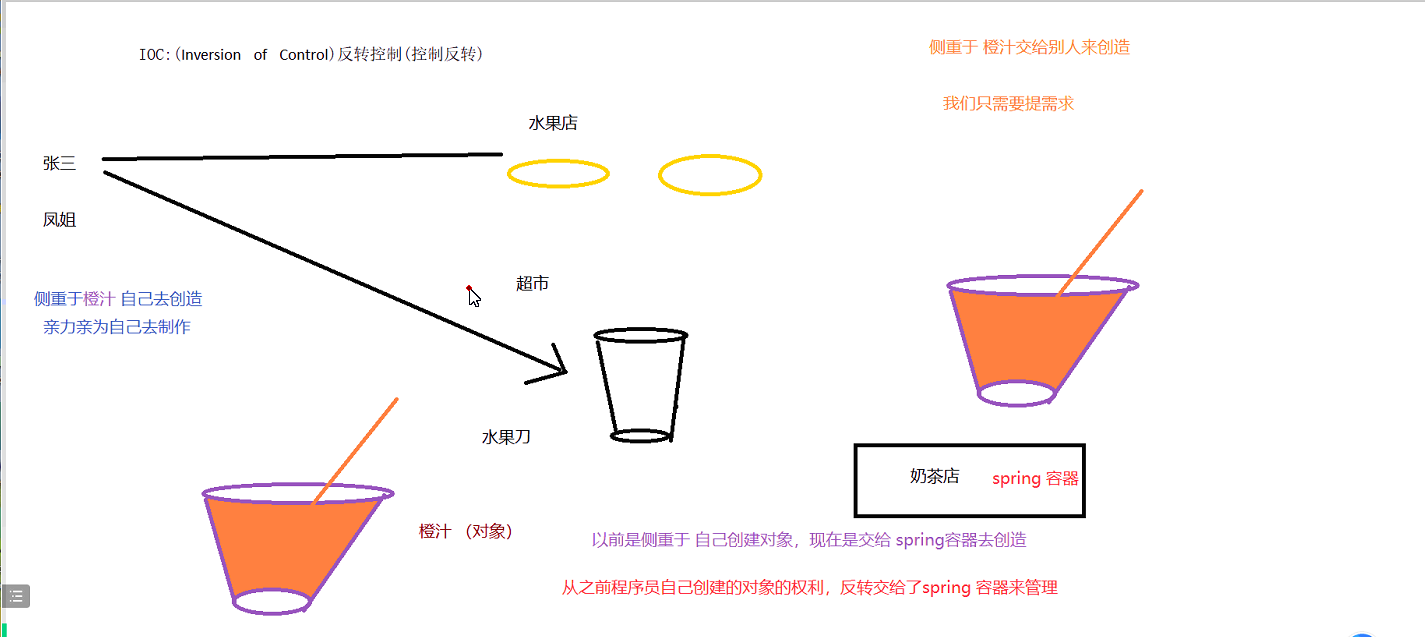 IOC:(Inversion of Control)反转控制(控制反转)
侧重于 橙汁交给别人来创造
我们只需要提需求
水果店
张三
凤姐
超市
侧重于橙汁 自己去创造
亲力亲为自己去制作
水果刀
奶茶店 spring 容器
橙汁 （对象）
以前是侧重于 自己创建对象，现在是交给 spring容器去创造
从之前程序员自己创建的对象的权利，反转交给了spring 容器来管理